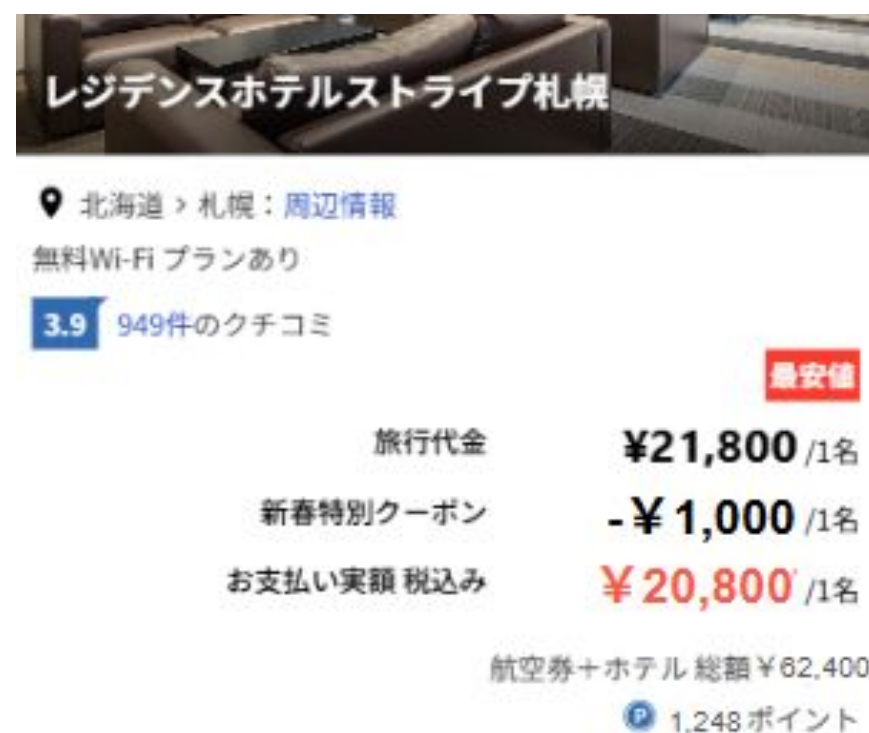 レジデンスホテルストライプ札幌
北海道 > 札幌：周辺情報
無料Wi-Fi プランあり
3.9 949件のクチコミ
最安値
旅行代金 ¥21,800 /1名
新春特別クーポン -￥1,000 /1名
お支払い実額 税込み ￥20,800 /1名
航空券＋ホテル 総額￥62,400
P 1,248ポイント